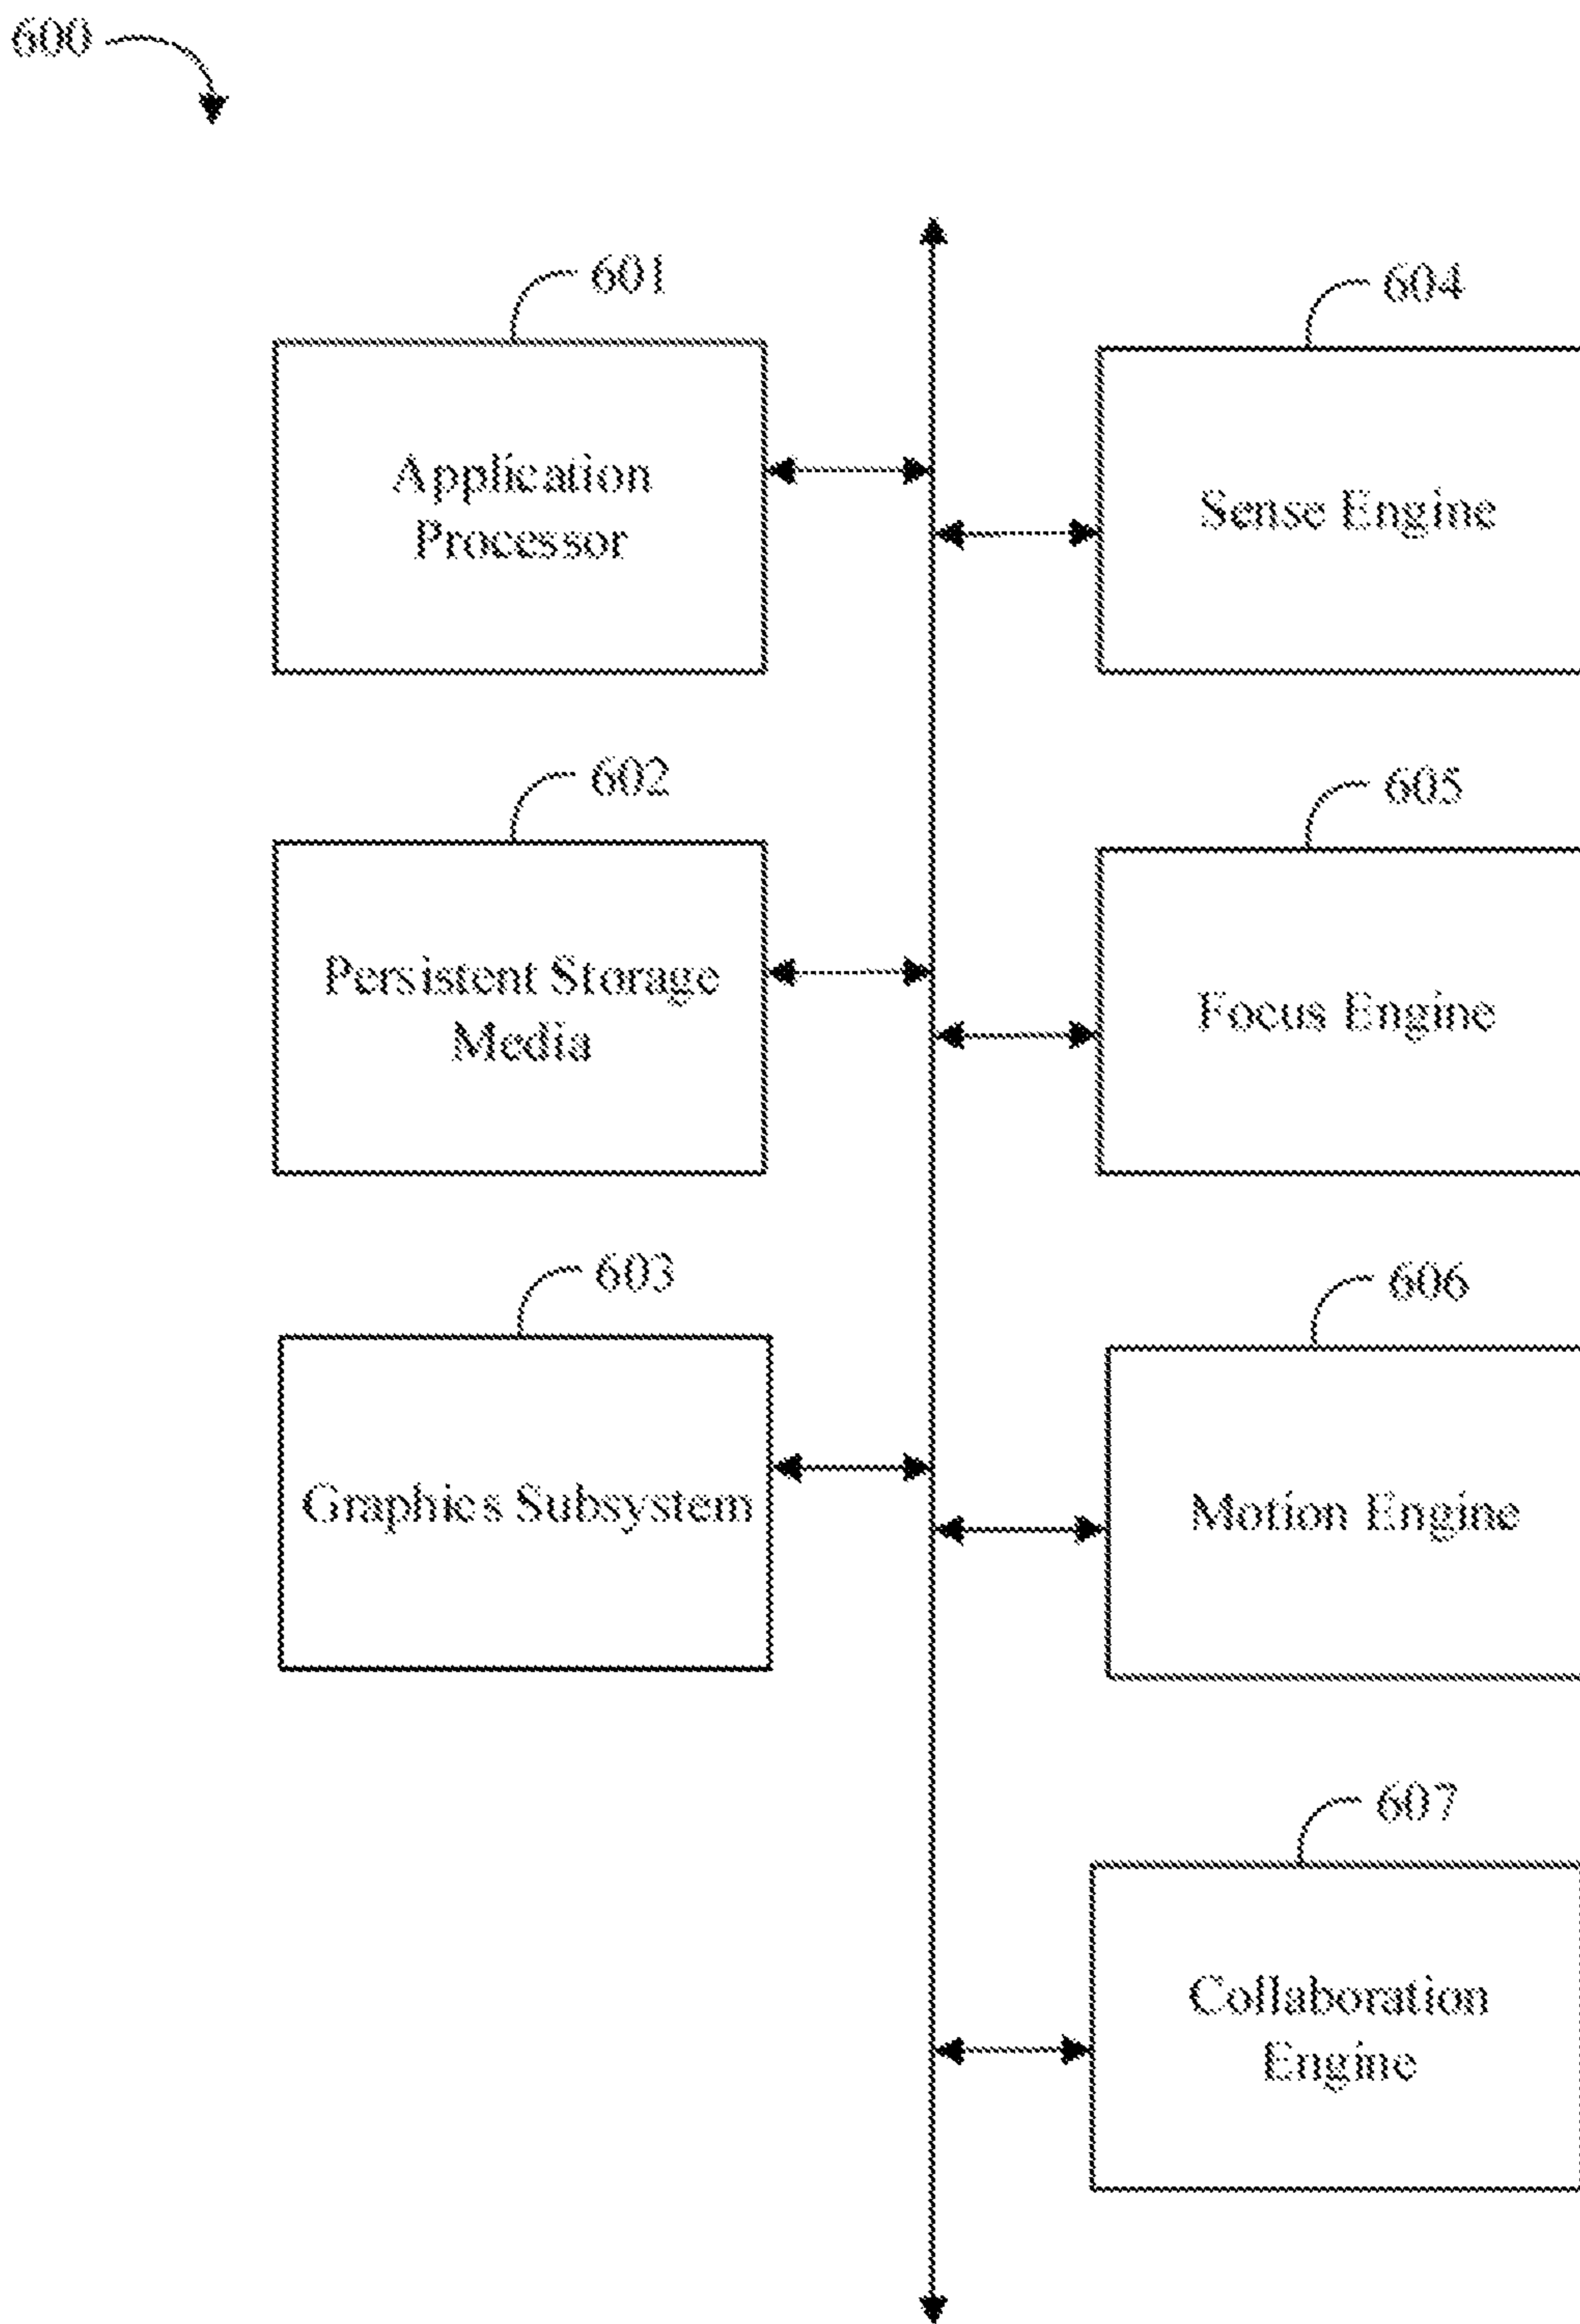 600
601
Application
Processor
604
Sense Engine
602
Persistent Storage
Media
605
Focus Engine
603
Graphics Subsystem
606
Motion Engine
607
Collaboration
Engine